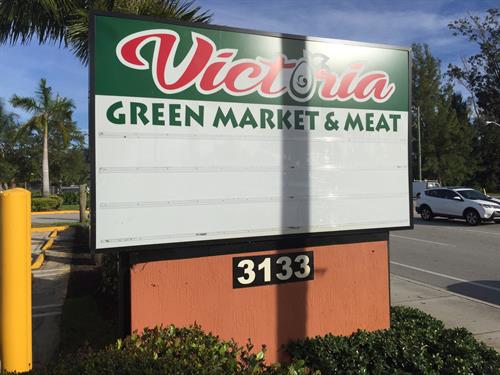 Victoria
GREEN MARKET & MEAT
3133